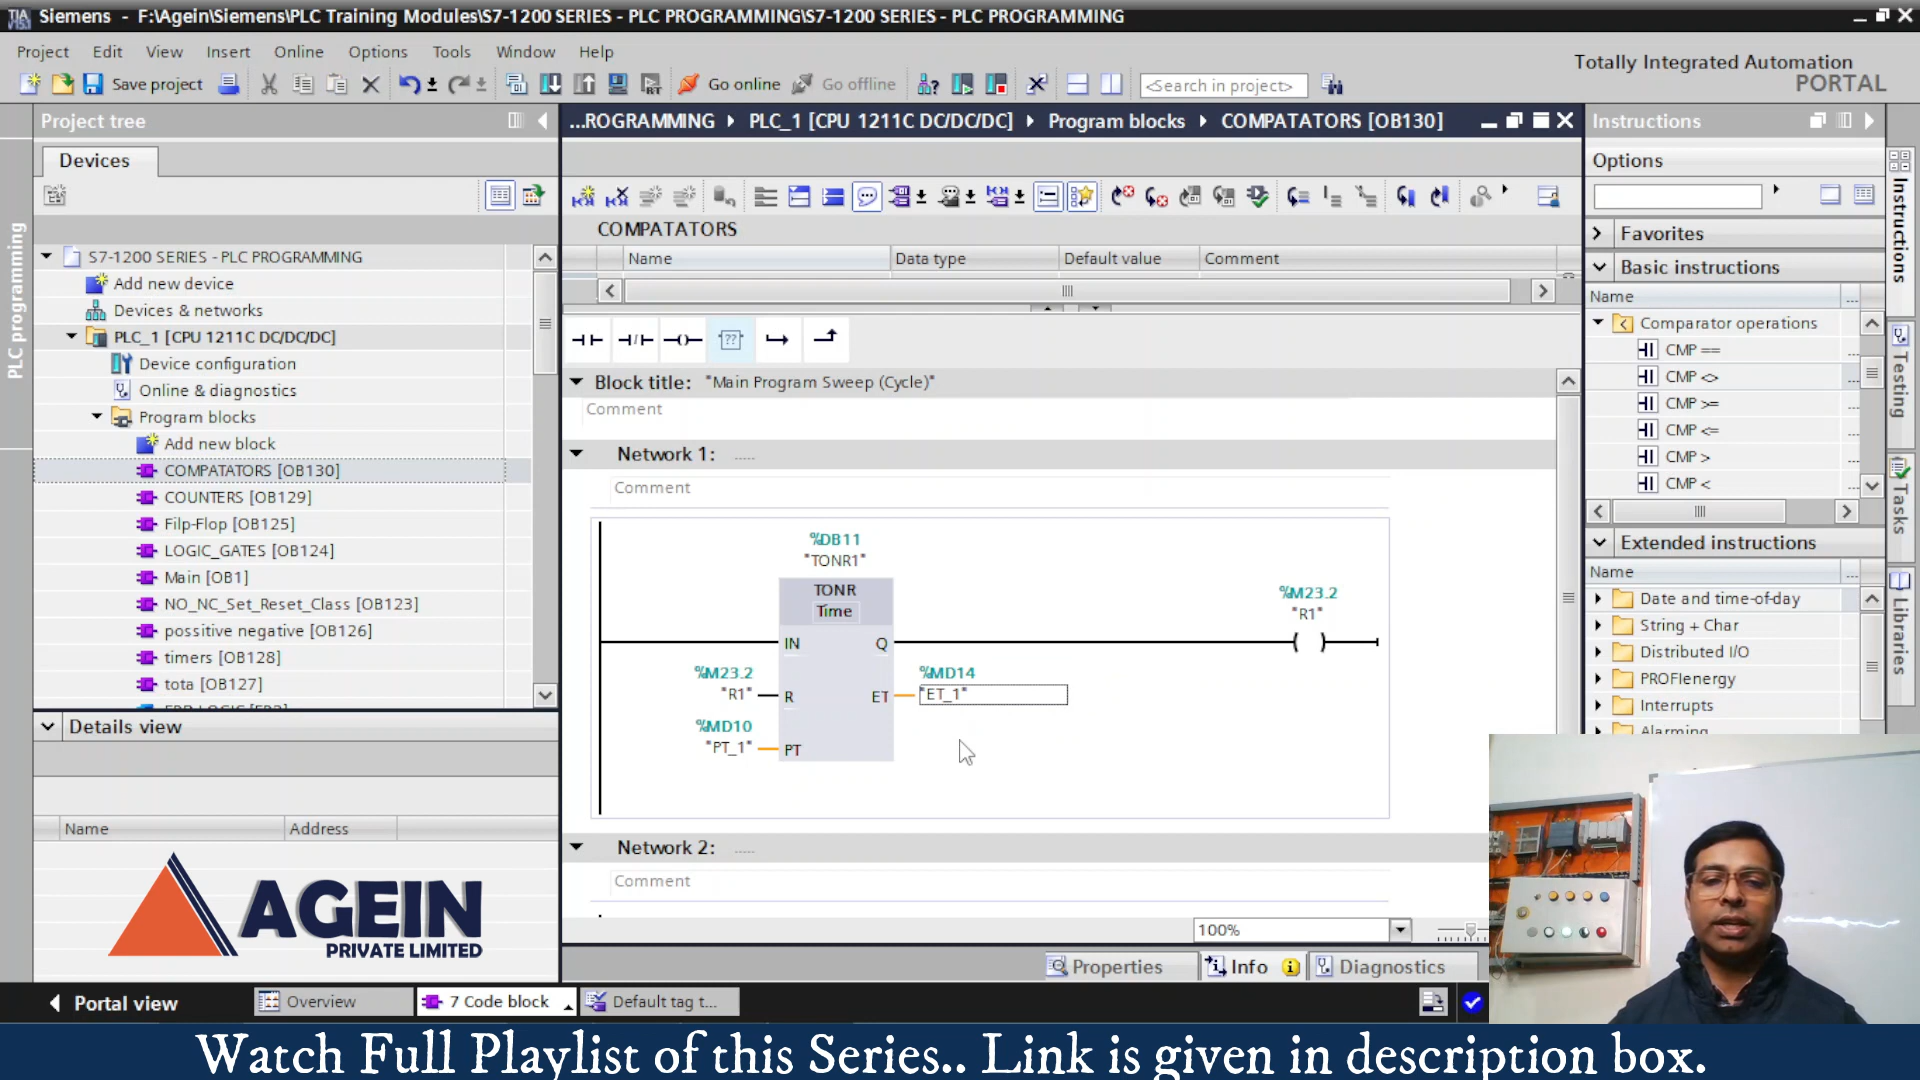 Siemens - F:\Agein\Siemens\PLC Training Modules\S7-1200 SERIES - PLC PROGRAMMING\S7-1200 SERIES - PLC PROGRAMMING
Project Edit View Insert Online Options Tools Window Help
Totally Integrated Automation
PORTAL
Save project
Go online
Go offline
<Search in project>
Project tree
Devices
PLC programming
S7-1200 SERIES - PLC PROGRAMMING
Add new device
Devices & networks
PLC_1 [CPU 1211C DC/DC/DC]
Device configuration
Online & diagnostics
Program blocks
Add new block
COMPATATORS [OB130]
COUNTERS [OB129]
Filp-Flop [OB125]
LOGIC_GATES [OB124]
Main [OB1]
NO_NC_Set_Reset_Class [OB123]
possitive negative [OB126]
timers [OB128]
tota [OB127]
Details view
Name Address
AGEIN
PRIVATE LIMITED
...ROGRAMMING PLC_1 [CPU 1211C DC/DC/DC] Program blocks COMPATATORS [OB130]
COMPATATORS
Name Data type Default value Comment
??
Block title: "Main Program Sweep (Cycle)"
Comment
Network 1: .....
Comment
%DB11
"TONR1"
TONR
Time
IN Q
%M23.2
"R1"
%M23.2
"R1" R
ET
%MD14
"ET_1"
%MD10
"PT_1" PT
Network 2: .....
Comment
100%
Properties Info Diagnostics
Instructions
Options
Favorites
Basic instructions
Name ...
Comparator operations
CMP == ...
CMP <> ...
CMP >= ...
CMP <= ...
CMP > ...
CMP < ...
Extended instructions
Name ...
Date and time-of-day
String + Char
Distributed I/O
PROFIenergy
Interrupts
Alarming
Instructions
Testing
Tasks
Libraries
Portal view Overview 7 Code block Default tag t...
Watch Full Playlist of this Series.. Link is given in description box.